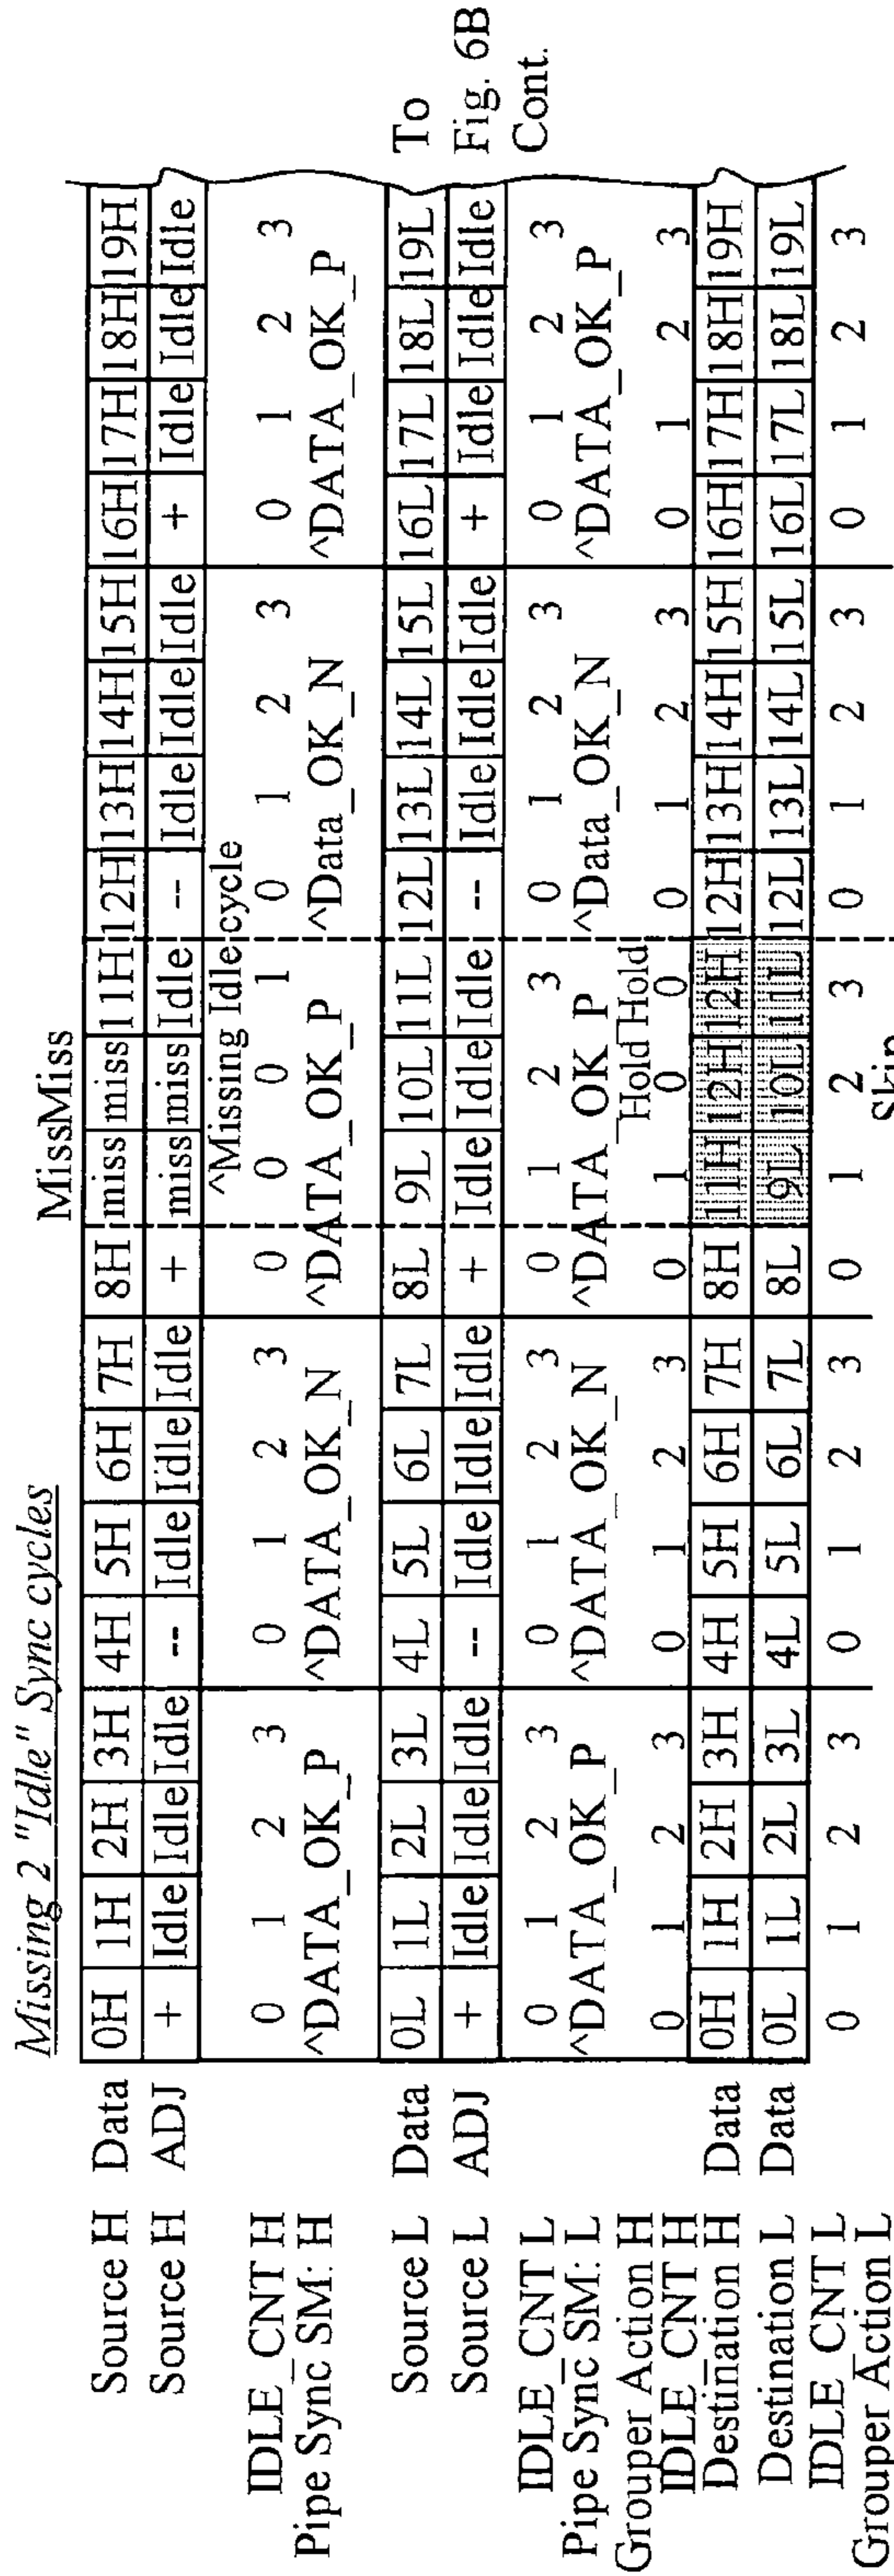 Missing 2 "Idle" Sync cycles
MissMiss
Source H Data 0H 1H 2H 3H 4H 5H 6H 7H 8H miss miss 11H 12H 13H 14H 15H 16H 17H 18H 19H
Source H ADJ + Idle Idle Idle -- Idle Idle Idle + miss miss Idle -- Idle Idle Idle + Idle Idle Idle
^Missing Idle cycle
IDLE_CNT H 0 1 2 3 0 1 2 3 0 0 0 1 0 1 2 3 0 1 2 3
Pipe Sync SM: H ^DATA_OK_P ^DATA_OK_N ^DATA_OK_P ^Data_OK_N ^DATA_OK_P
Source L Data 0L 1L 2L 3L 4L 5L 6L 7L 8L 9L 10L 11L 12L 13L 14L 15L 16L 17L 18L 19L
Source L ADJ + Idle Idle Idle -- Idle Idle Idle + Idle Idle Idle -- Idle Idle Idle + Idle Idle Idle
To
Fig. 6B
Cont.
IDLE_CNT L 0 1 2 3 0 1 2 3 0 1 2 3 0 1 2 3 0 1 2 3
Pipe Sync SM: L ^DATA_OK_P ^DATA_OK_N ^DATA_OK_P ^Data_OK_N ^DATA_OK_P
Grouper Action H Hold Hold
IDLE_CNT H 0 1 2 3 0 1 2 3 0 1 0 0 0 1 2 3 0 1 2 3
Destination H Data 0H 1H 2H 3H 4H 5H 6H 7H 8H 11H 12H 12H 12H 13H 14H 15H 16H 17H 18H 19H
Destination L Data 0L 1L 2L 3L 4L 5L 6L 7L 8L 9L 10L 11L 12L 13L 14L 15L 16L 17L 18L 19L
IDLE_CNT L 0 1 2 3 0 1 2 3 0 1 2 3 0 1 2 3 0 1 2 3
Grouper Action L Skip